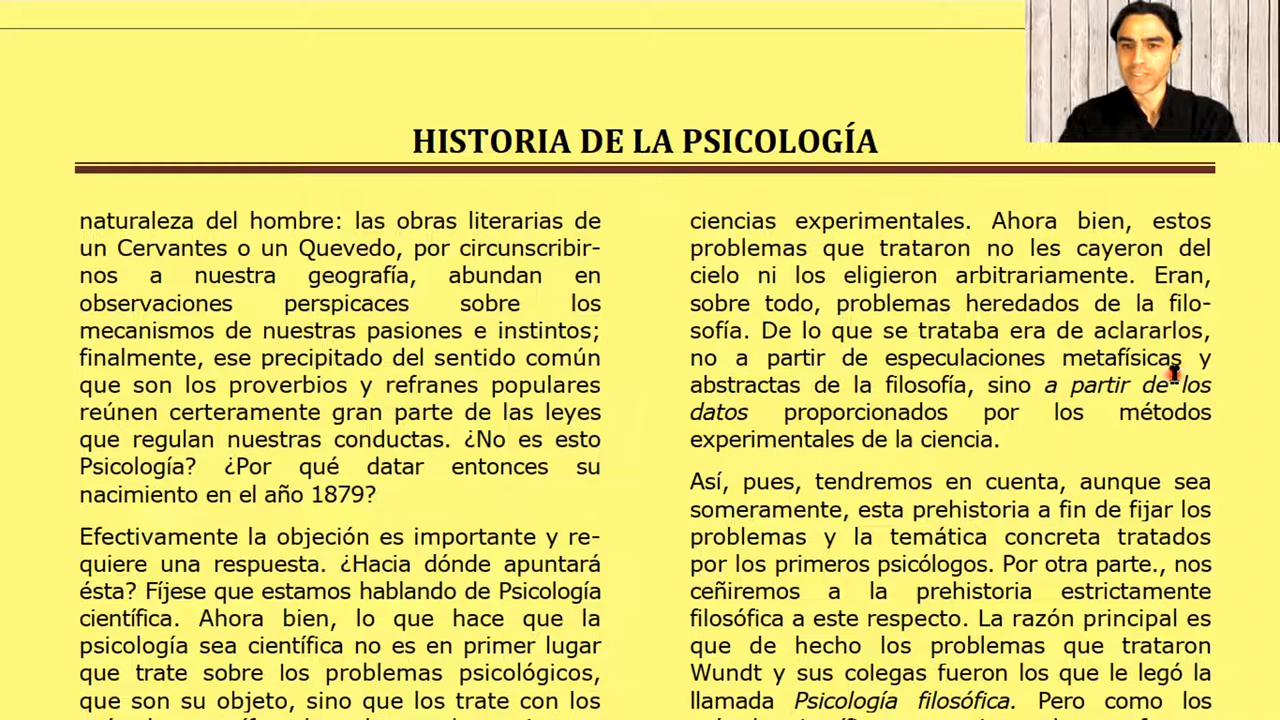 HISTORIA DE LA PSICOLOGÍA
naturaleza del hombre: las obras literarias de
un Cervantes o un Quevedo, por circunscribir-
nos a nuestra geografía, abundan en
observaciones perspicaces sobre los
mecanismos de nuestras pasiones e instintos;
finalmente, ese precipitado del sentido común
que son los proverbios y refranes populares
reúnen certeramente gran parte de las leyes
que regulan nuestras conductas. ¿No es esto
Psicología? ¿Por qué datar entonces su
nacimiento en el año 1879?
Efectivamente la objeción es importante y re-
quiere una respuesta. ¿Hacia dónde apuntará
ésta? Fíjese que estamos hablando de Psicología
científica. Ahora bien, lo que hace que la
psicología sea científica no es en primer lugar
que trate sobre los problemas psicológicos,
que son su objeto, sino que los trate con los
ciencias experimentales. Ahora bien, estos
problemas que trataron no les cayeron del
cielo ni los eligieron arbitrariamente. Eran,
sobre todo, problemas heredados de la filo-
sofía. De lo que se trataba era de aclararlos,
no a partir de especulaciones metafísicas y
abstractas de la filosofía, sino a partir de los
datos proporcionados por los métodos
experimentales de la ciencia.
Así, pues, tendremos en cuenta, aunque sea
someramente, esta prehistoria a fin de fijar los
problemas y la temática concreta tratados
por los primeros psicólogos. Por otra parte., nos
ceñiremos a la prehistoria estrictamente
filosófica a este respecto. La razón principal es
que de hecho los problemas que trataron
Wundt y sus colegas fueron los que le legó la
llamada Psicología filosófica. Pero como los